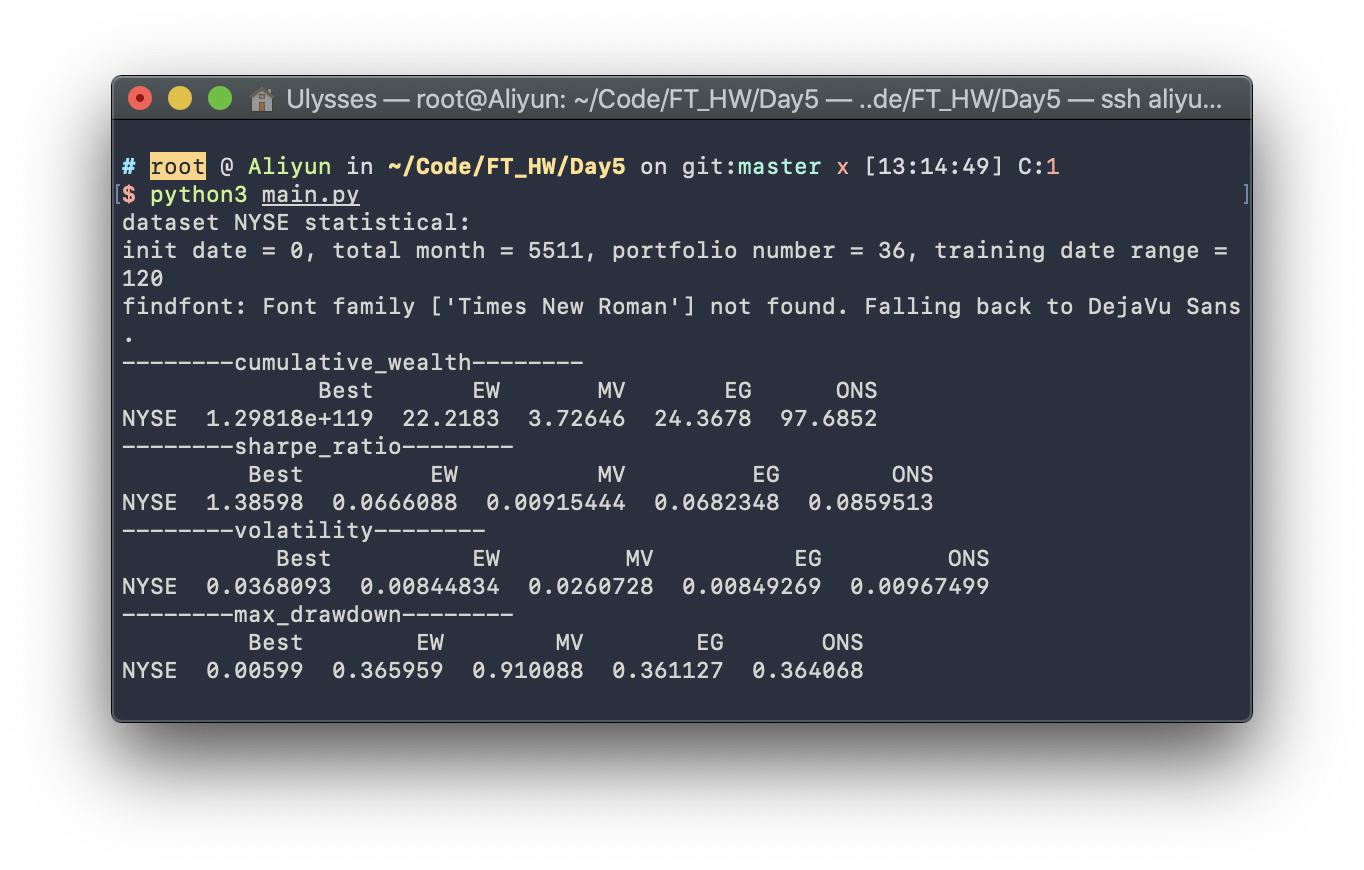 Ulysses — root@Aliyun: ~/Code/FT_HW/Day5 — ..de/FT_HW/Day5 — ssh aliyu...
# root @ Aliyun in ~/Code/FT_HW/Day5 on git:master x [13:14:49] C:1
[$ python3 main.py ]
dataset NYSE statistical:
init date = 0, total month = 5511, portfolio number = 36, training date range =
120
findfont: Font family ['Times New Roman'] not found. Falling back to DejaVu Sans
.
--------cumulative_wealth--------
              Best       EW       MV       EG      ONS
NYSE  1.29818e+119  22.2183  3.72646  24.3678  97.6852
--------sharpe_ratio--------
         Best         EW          MV         EG        ONS
NYSE  1.38598  0.0666088  0.00915444  0.0682348  0.0859513
--------volatility--------
           Best          EW         MV          EG         ONS
NYSE  0.0368093  0.00844834  0.0260728  0.00849269  0.00967499
--------max_drawdown--------
         Best        EW        MV        EG       ONS
NYSE  0.00599  0.365959  0.910088  0.361127  0.364068